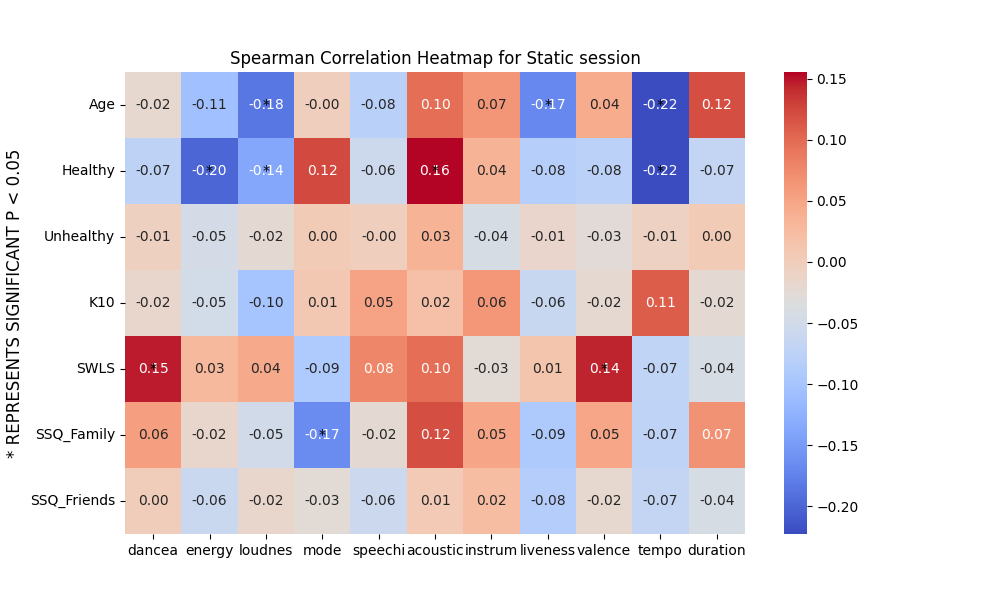 Spearman Correlation Heatmap for Static session
* REPRESENTS SIGNIFICANT P < 0.05
Age -0.02 -0.11 -0.18* -0.00 -0.08 0.10 0.07 -0.17* 0.04 -0.22* 0.12
Healthy -0.07 -0.20* -0.14* 0.12 -0.06 0.16* 0.04 -0.08 -0.08 -0.22* -0.07
Unhealthy -0.01 -0.05 -0.02 0.00 -0.00 0.03 -0.04 -0.01 -0.03 -0.01 0.00
K10 -0.02 -0.05 -0.10 0.01 0.05 0.02 0.06 -0.06 -0.02 0.11 -0.02
SWLS 0.15* 0.03 0.04 -0.09 0.08 0.10 -0.03 0.01 0.14* -0.07 -0.04
SSQ_Family 0.06 -0.02 -0.05 -0.17* -0.02 0.12 0.05 -0.09 0.05 -0.07 0.07
SSQ_Friends 0.00 -0.06 -0.02 -0.03 -0.06 0.01 0.02 -0.08 -0.02 -0.07 -0.04
dancea energy loudnes mode speechi acoustic instrum liveness valence tempo duration
0.15
0.10
0.05
0.00
−0.05
−0.10
−0.15
−0.20